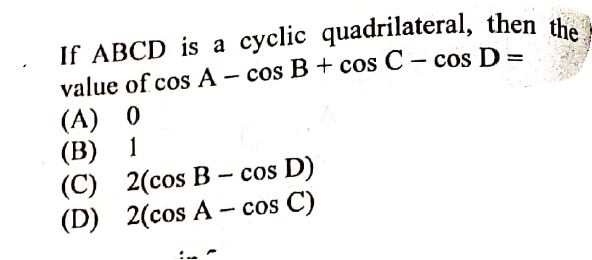 If ABCD is a cyclic quadrilateral, then the
value of cos A – cos B + cos C – cos D =
(A) 0
(B) 1
(C) 2(cos B – cos D)
(D) 2(cos A – cos C)